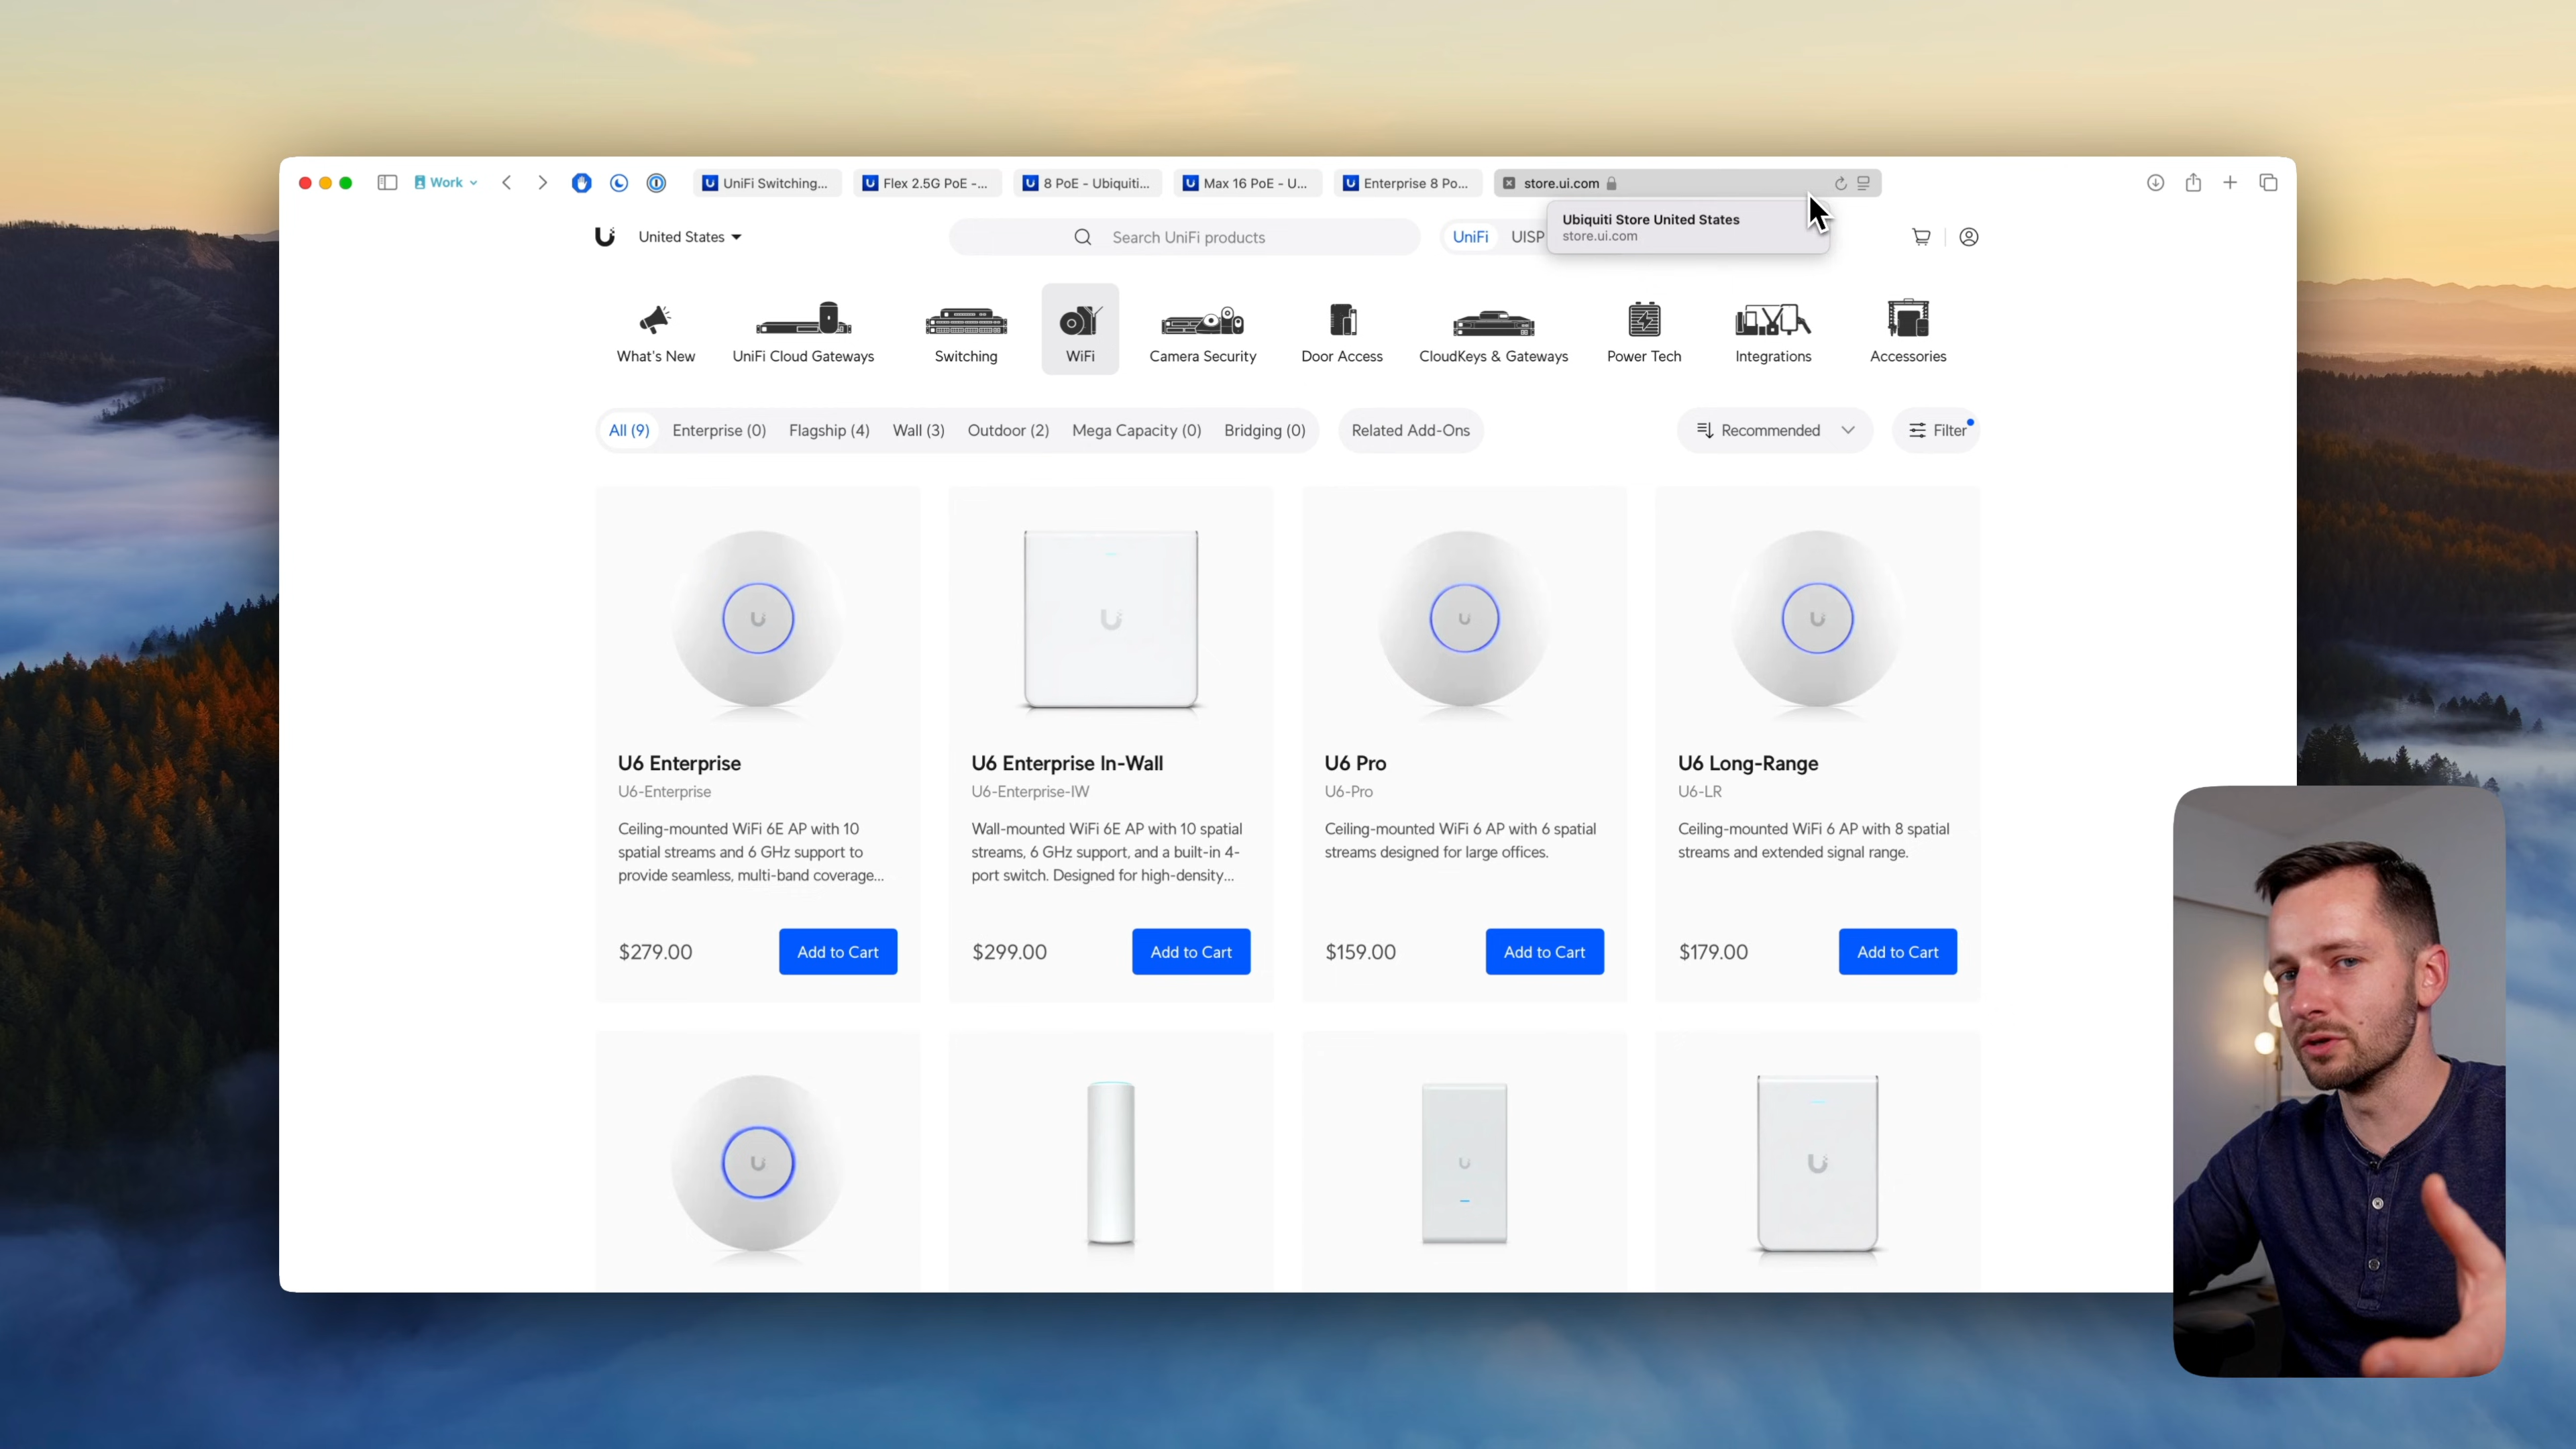 Work
UniFi Switching...
Flex 2.5G PoE -...
8 PoE - Ubiquiti...
Max 16 PoE - U...
Enterprise 8 Po...
store.ui.com
Ubiquiti Store United States
store.ui.com
United States
Search UniFi products
UniFi
UISP
What's New
UniFi Cloud Gateways
Switching
WiFi
Camera Security
Door Access
CloudKeys & Gateways
Power Tech
Integrations
Accessories
All (9)
Enterprise (0)
Flagship (4)
Wall (3)
Outdoor (2)
Mega Capacity (0)
Bridging (0)
Related Add-Ons
Recommended
Filter
U6 Enterprise
U6-Enterprise
Ceiling-mounted WiFi 6E AP with 10
spatial streams and 6 GHz support to
provide seamless, multi-band coverage...
$279.00
Add to Cart
U6 Enterprise In-Wall
U6-Enterprise-IW
Wall-mounted WiFi 6E AP with 10 spatial
streams, 6 GHz support, and a built-in 4-
port switch. Designed for high-density...
$299.00
Add to Cart
U6 Pro
U6-Pro
Ceiling-mounted WiFi 6 AP with 6 spatial
streams designed for large offices.
$159.00
Add to Cart
U6 Long-Range
U6-LR
Ceiling-mounted WiFi 6 AP with 8 spatial
streams and extended signal range.
$179.00
Add to Cart